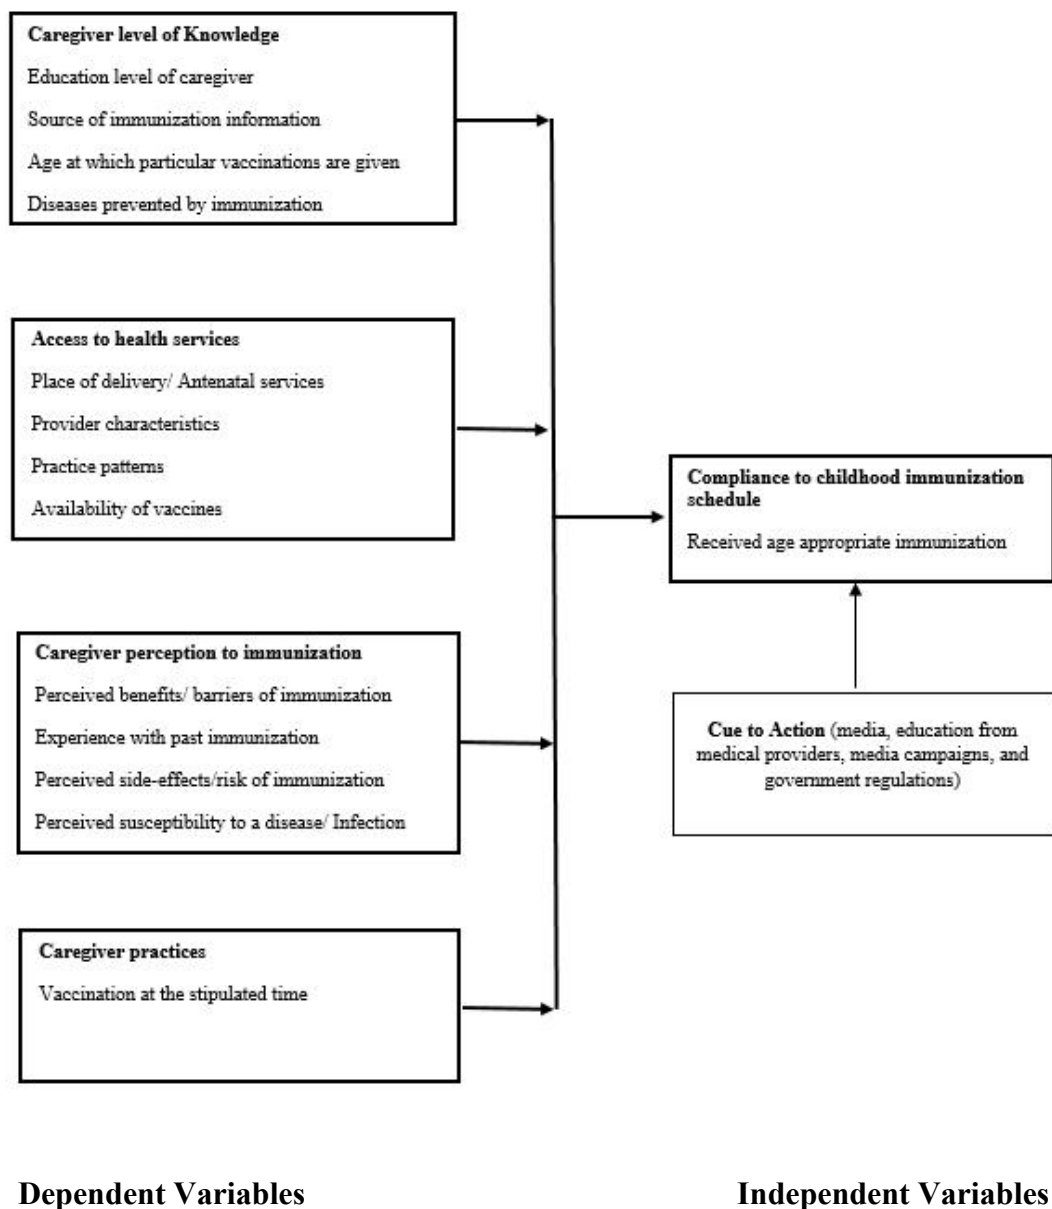 Caregiver level of Knowledge
Education level of caregiver
Source of immunization information
Age at which particular vaccinations are given
Diseases prevented by immunization
Access to health services
Place of delivery/ Antenatal services
Provider characteristics
Practice patterns
Availability of vaccines
Caregiver perception to immunization
Perceived benefits/ barriers of immunization
Experience with past immunization
Perceived side-effects/risk of immunization
Perceived susceptibility to a disease/ Infection
Caregiver practices
Vaccination at the stipulated time
Compliance to childhood immunization
schedule
Received age appropriate immunization
Cue to Action (media, education from
medical providers, media campaigns, and
government regulations)
Dependent Variables
Independent Variables